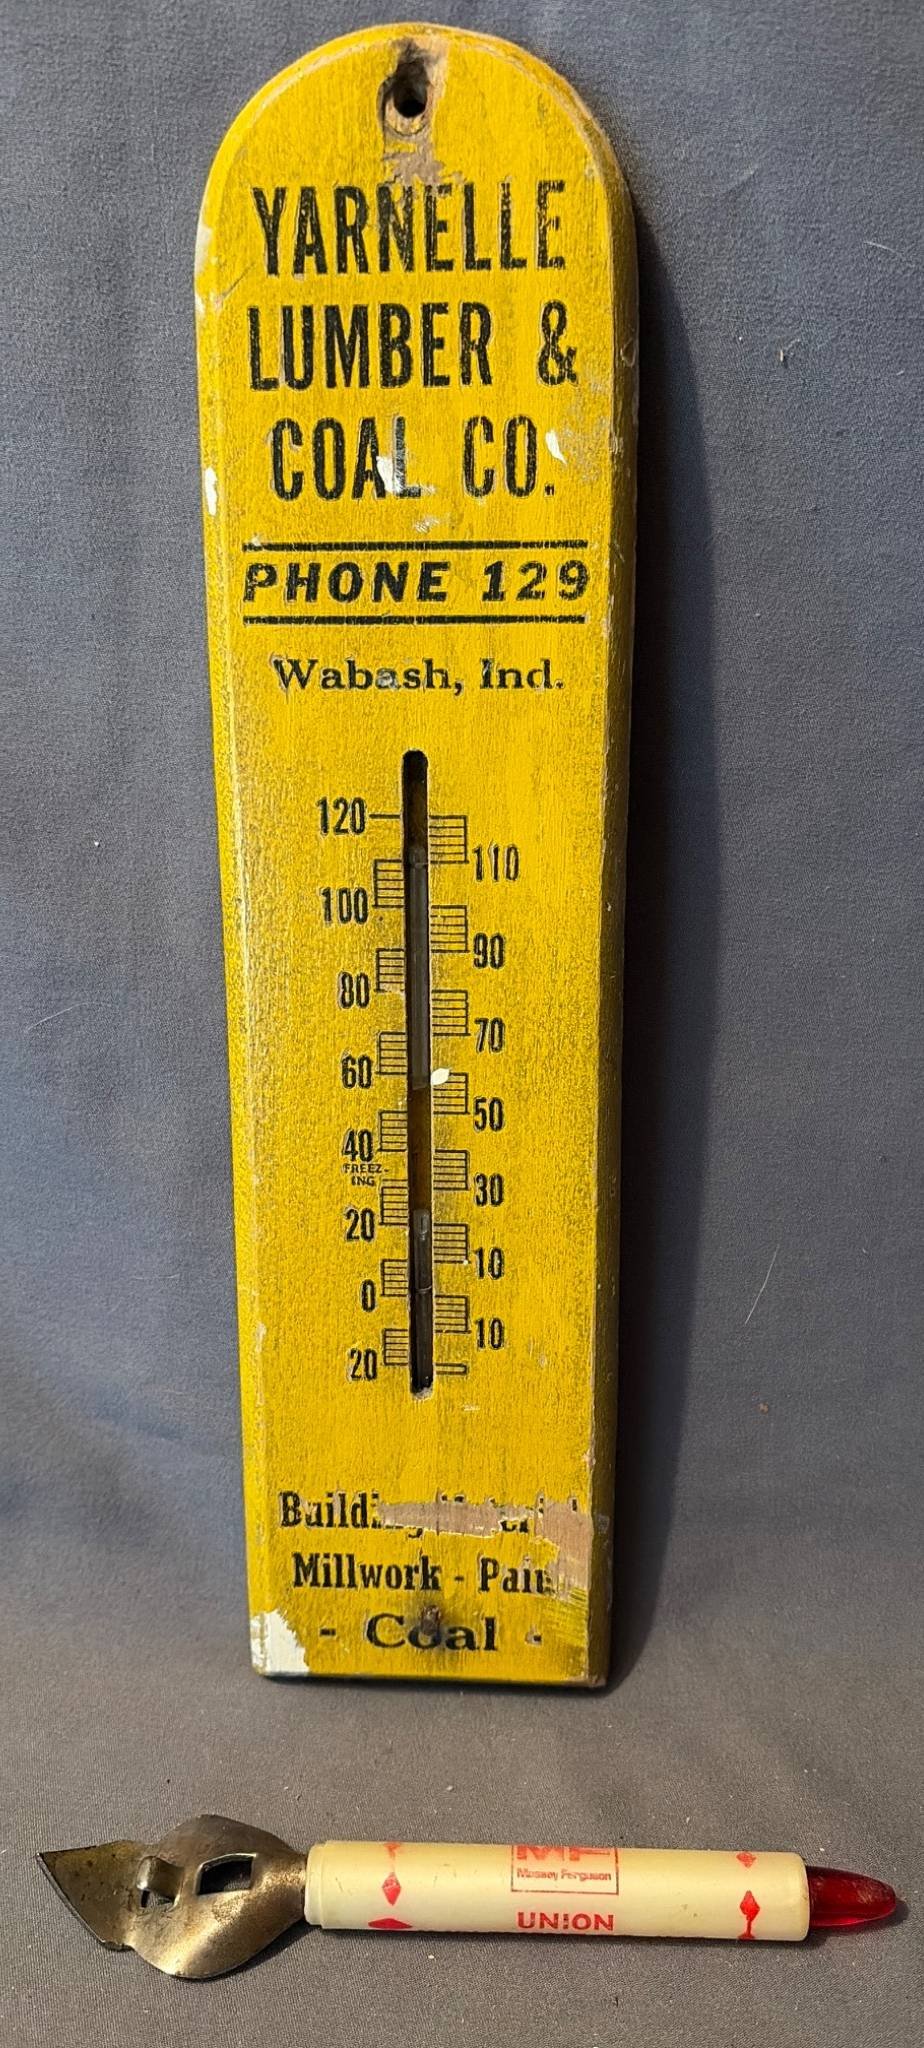 YARNELLE
LUMBER &
COAL CO.
PHONE 129
Wabash, Ind.
120
110
100
90
80
70
60
50
40
FREEZ-
ING
30
20
10
0
10
20
Millwork - Paint
- Coal -
MF
Massey Ferguson
UNION